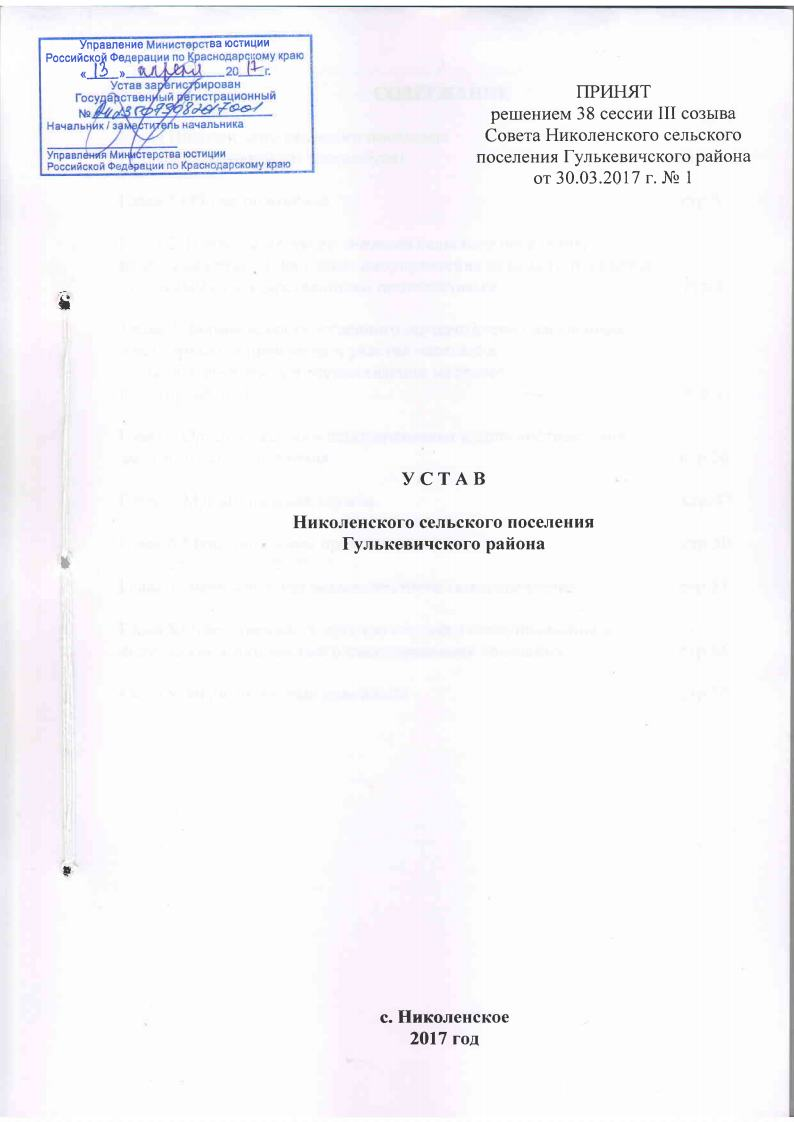 Управление Министерства юстиции
Российской Федерации по Краснодарскому краю
«13» апреля 2017 г.
Устав зарегистрирован
Государственный регистрационный
№
Начальник / заместитель начальника
Управления Министерства юстиции
Российской Федерации по Краснодарскому краю
ПРИНЯТ
решением 38 сессии III созыва
Совета Николенского сельского
поселения Гулькевичского района
от 30.03.2017 г. № 1
У С Т А В
Николенского сельского поселения
Гулькевичского района
с. Николенское
2017 год